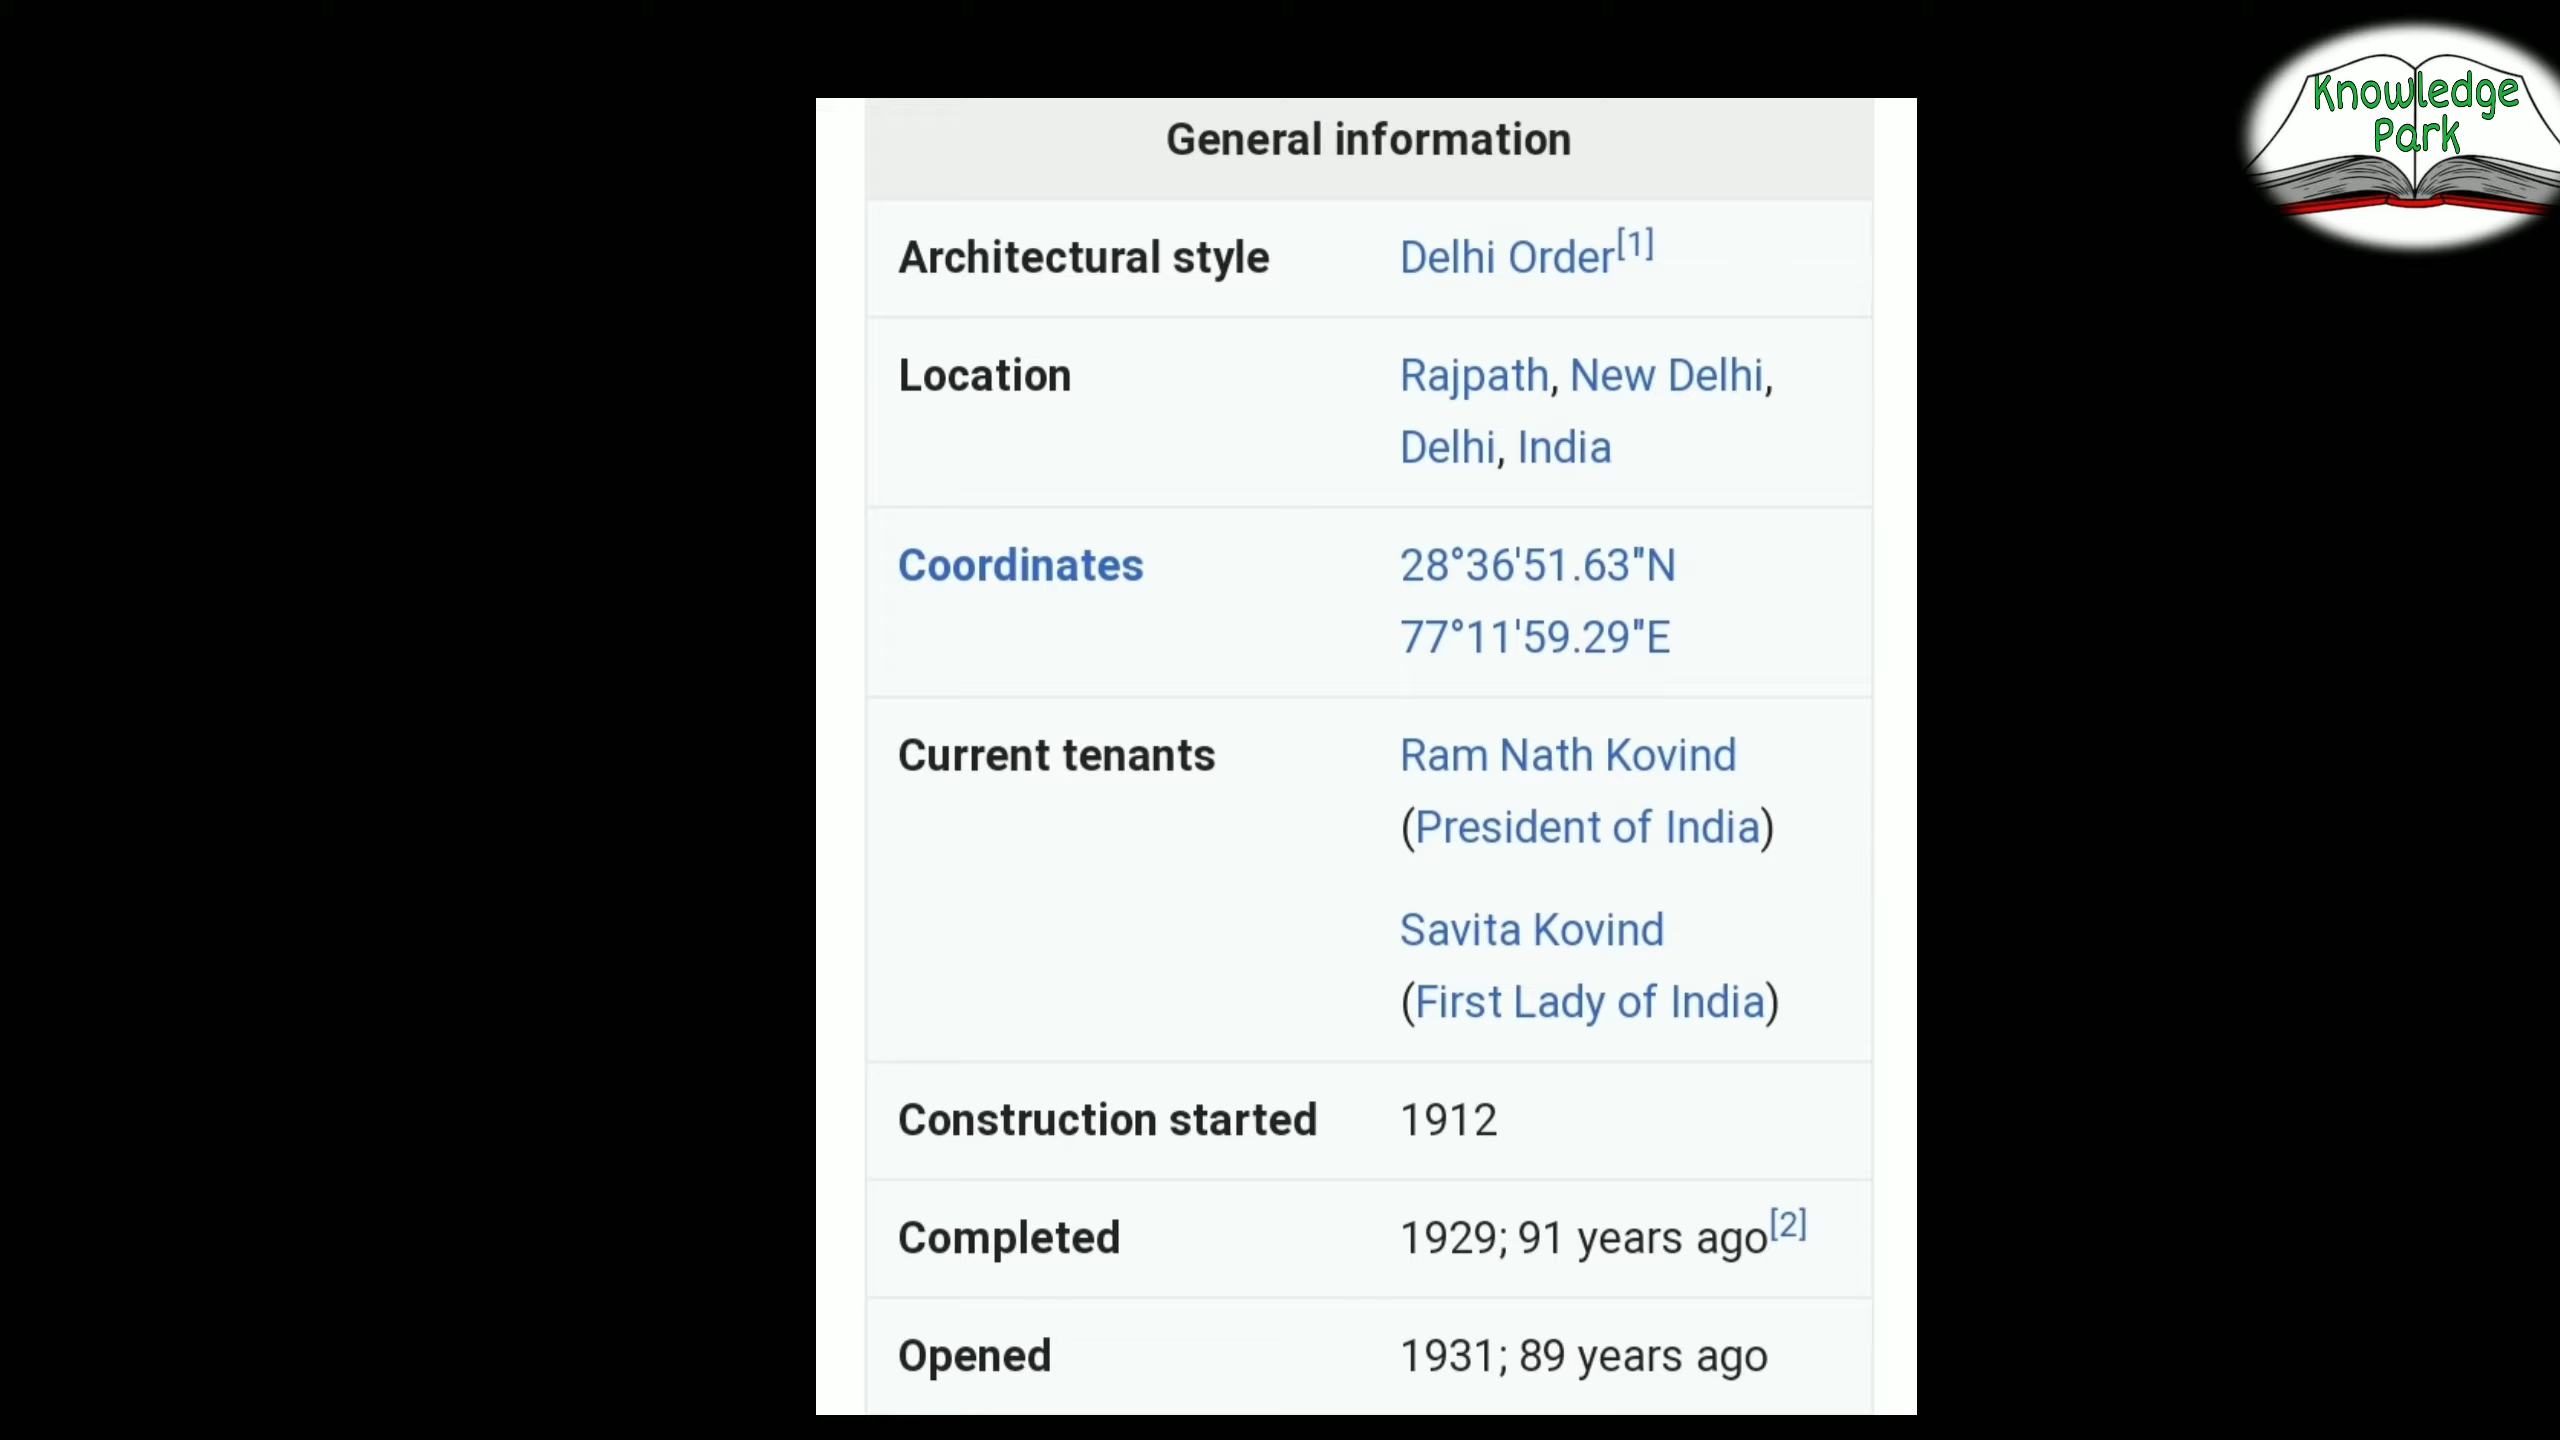 Knowledge
Park
General information
Architectural style Delhi Order[1]
Location Rajpath, New Delhi,
Delhi, India
Coordinates 28°36'51.63"N
77°11'59.29"E
Current tenants Ram Nath Kovind
(President of India)
Savita Kovind
(First Lady of India)
Construction started 1912
Completed 1929; 91 years ago[2]
Opened 1931; 89 years ago